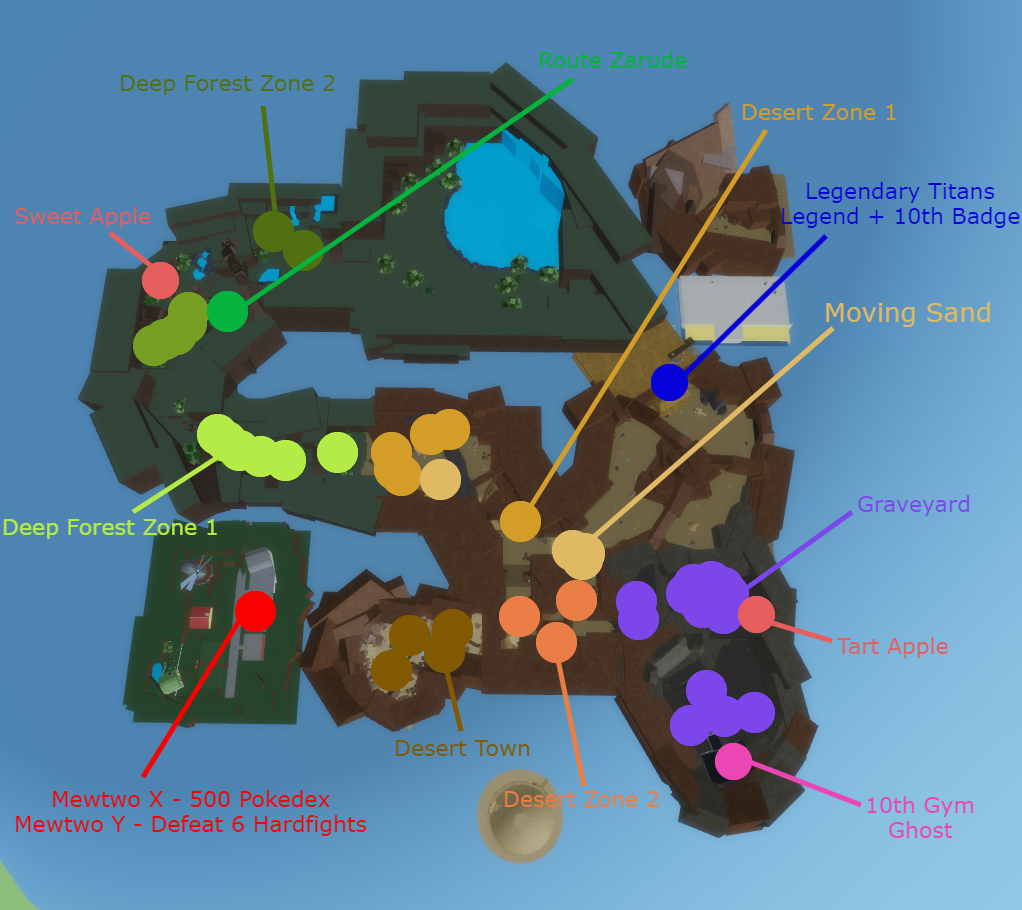 Route Zarude
Deep Forest Zone 2
Desert Zone 1
Legendary Titans
Legend + 10th Badge
Sweet Apple
Moving Sand
Graveyard
Deep Forest Zone 1
Tart Apple
Desert Town
Desert Zone 2
Mewtwo X - 500 Pokedex
Mewtwo Y - Defeat 6 Hardfights
10th Gym
Ghost